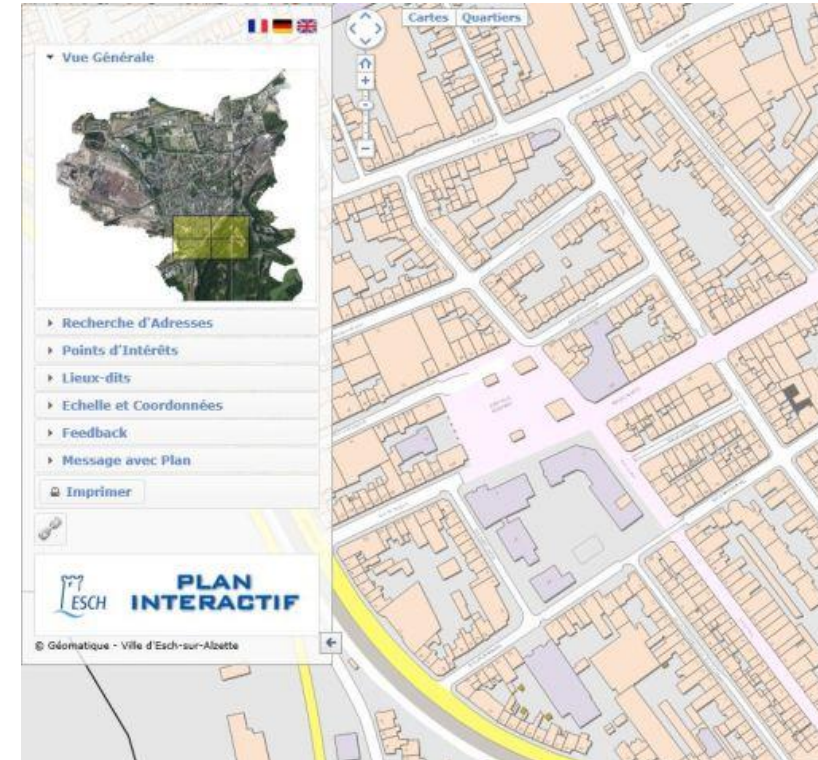 Cartes Quartiers
Vue Générale
Recherche d'Adresses
Points d'Intérêts
Lieux-dits
Echelle et Coordonnées
Feedback
Message avec Plan
Imprimer
ESCH
PLAN
INTERACTIF
© Géomatique - Ville d'Esch-sur-Alzette